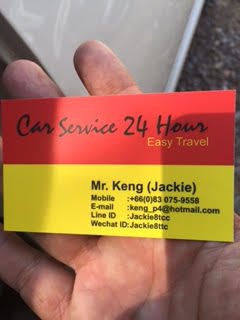 Car Service 24 Hour
Easy Travel
Mr. Keng (Jackie)
Mobile :+66(0)83 075-9558
E-mail :keng_p4@hotmail.com
Line ID :Jackie8tcc
Wechat ID:Jackie8ttc